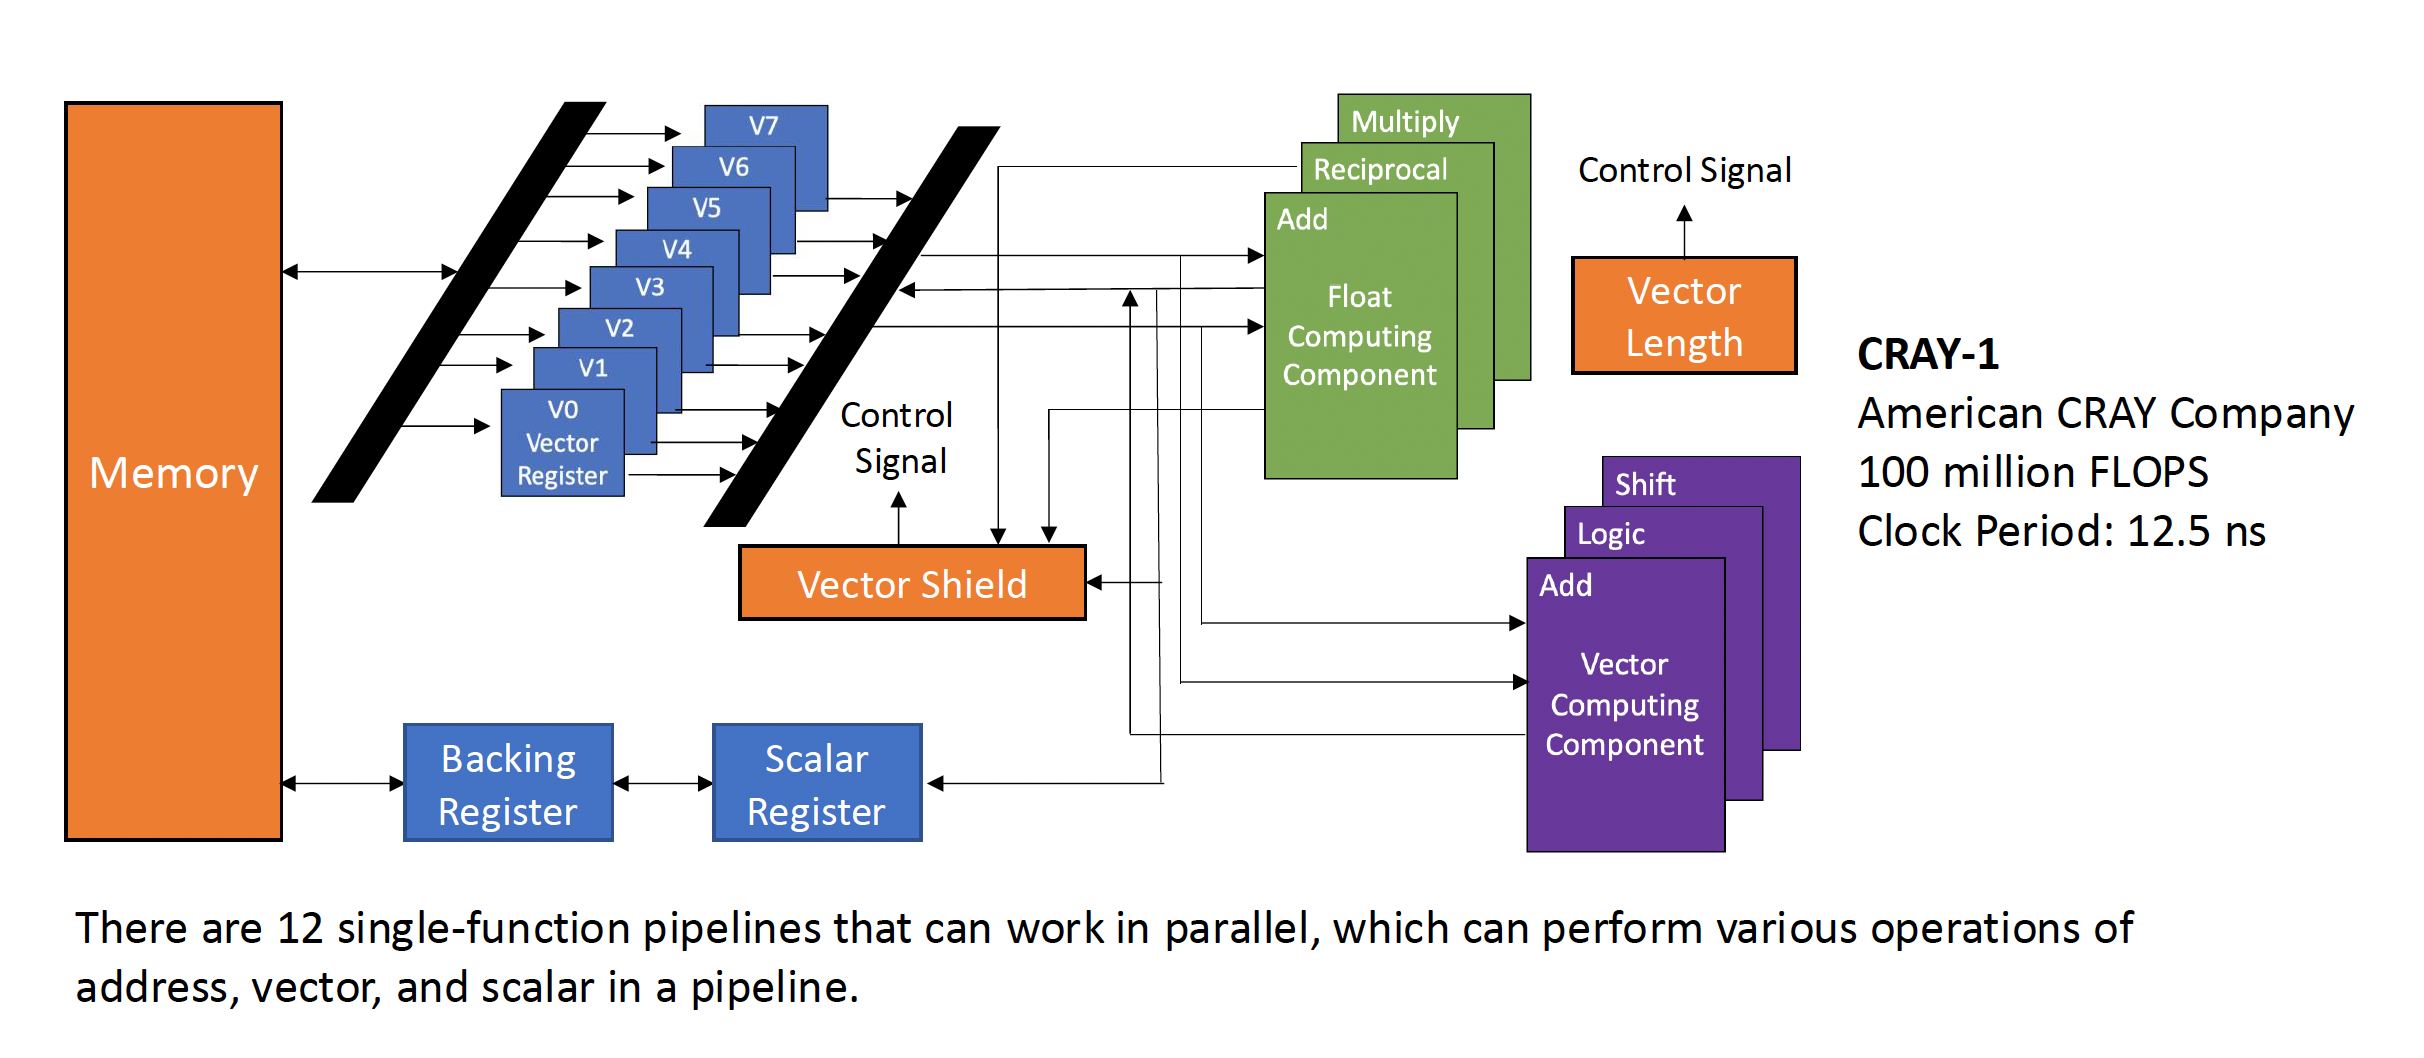 Memory
V7
V6
V5
V4
V3
V2
V1
V0
Vector
Register
Control
Signal
Vector Shield
Backing
Register
Scalar
Register
Multiply
Reciprocal
Add
Float
Computing
Component
Shift
Logic
Add
Vector
Computing
Component
Control Signal
Vector
Length
CRAY-1
American CRAY Company
100 million FLOPS
Clock Period: 12.5 ns
There are 12 single-function pipelines that can work in parallel, which can perform various operations of
address, vector, and scalar in a pipeline.